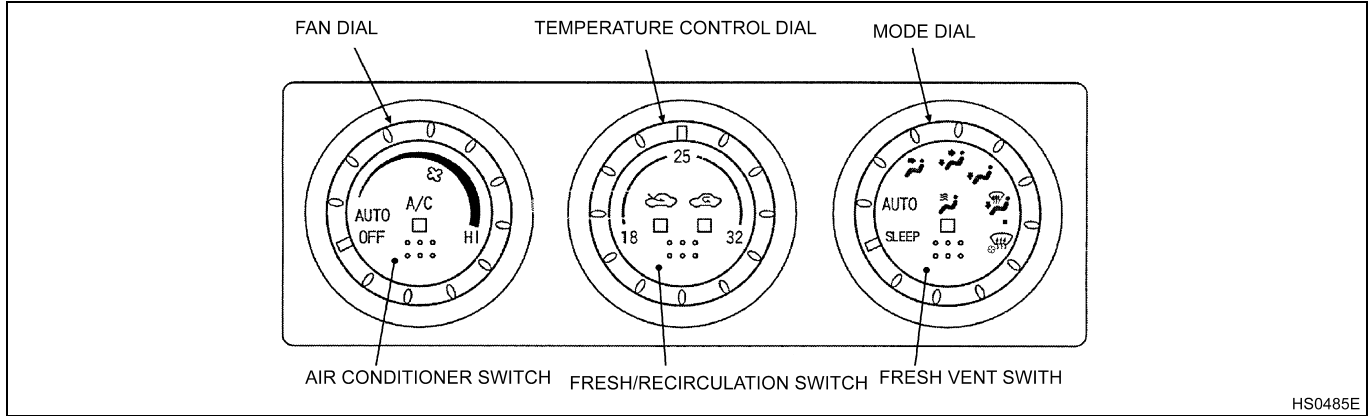 FAN DIAL
TEMPERATURE CONTROL DIAL
MODE DIAL
A/C
AUTO
OFF
HI
25
18
32
AUTO
SLEEP
AIR CONDITIONER SWITCH
FRESH/RECIRCULATION SWITCH
FRESH VENT SWITH
HS0485E